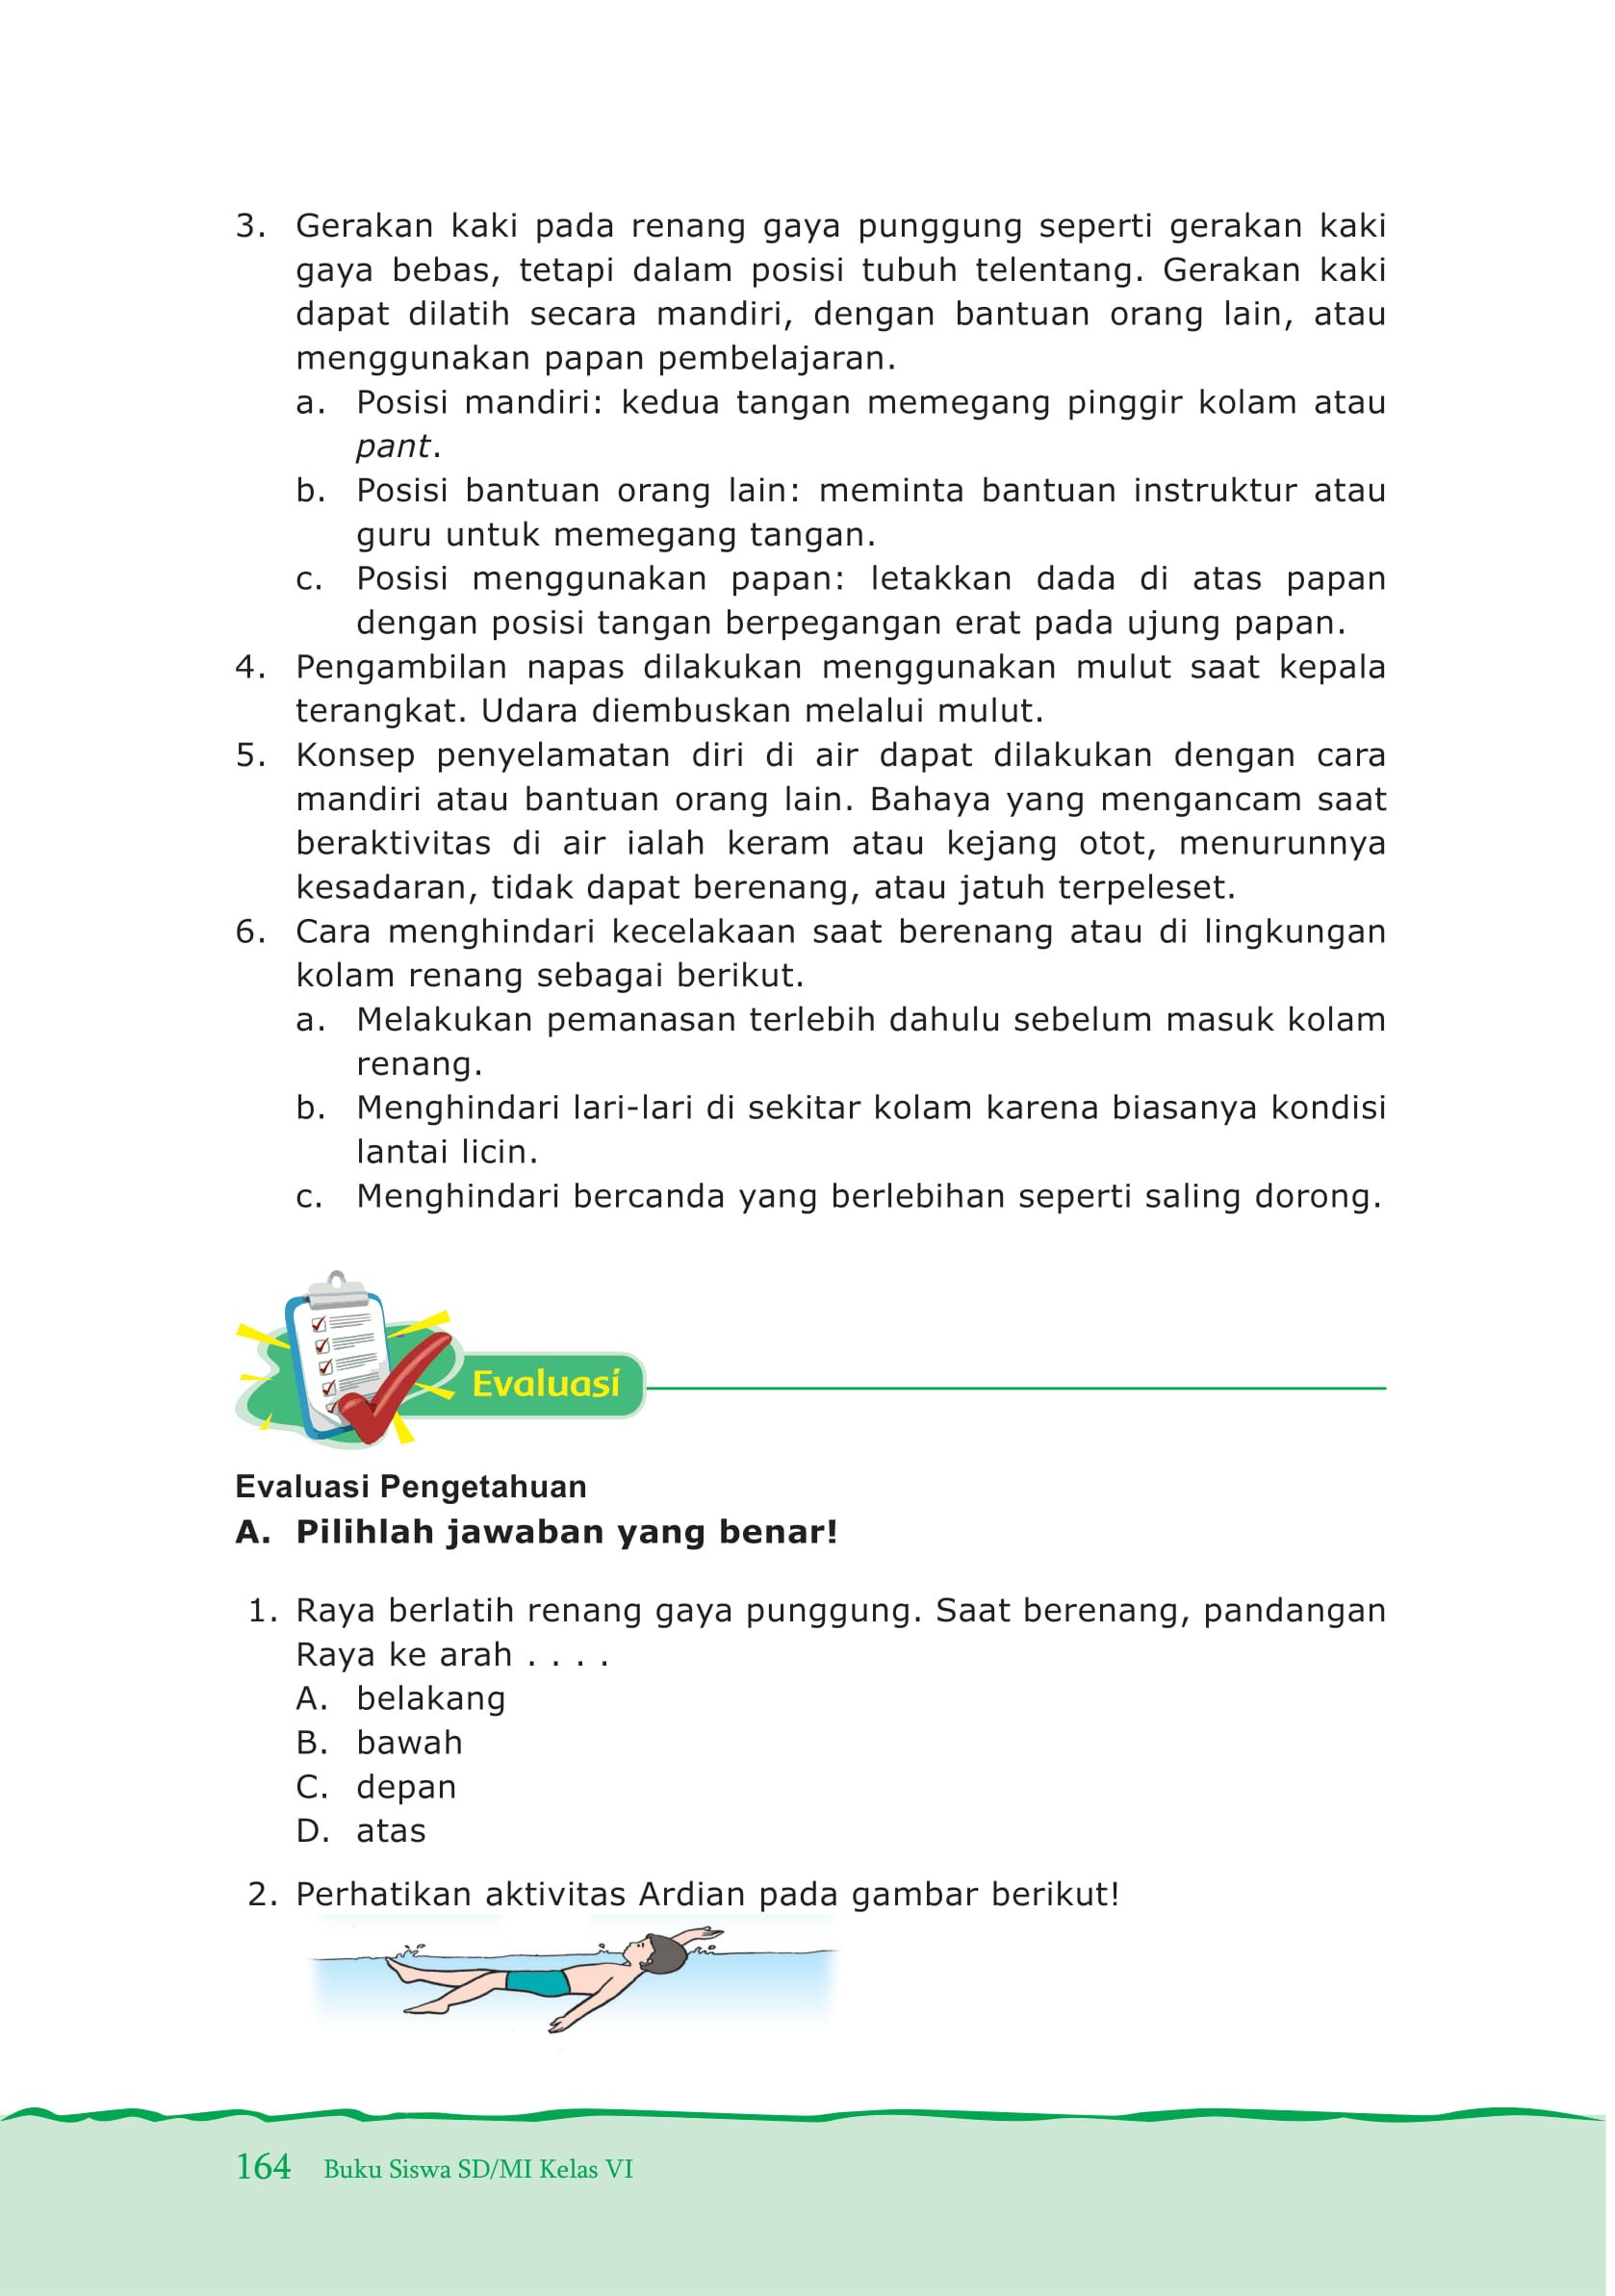 3. Gerakan kaki pada renang gaya punggung seperti gerakan kaki
gaya bebas, tetapi dalam posisi tubuh telentang. Gerakan kaki
dapat dilatih secara mandiri, dengan bantuan orang lain, atau
menggunakan papan pembelajaran.
a. Posisi mandiri: kedua tangan memegang pinggir kolam atau
pant.
b. Posisi bantuan orang lain: meminta bantuan instruktur atau
guru untuk memegang tangan.
c. Posisi menggunakan papan: letakkan dada di atas papan
dengan posisi tangan berpegangan erat pada ujung papan.
4. Pengambilan napas dilakukan menggunakan mulut saat kepala
terangkat. Udara diembuskan melalui mulut.
5. Konsep penyelamatan diri di air dapat dilakukan dengan cara
mandiri atau bantuan orang lain. Bahaya yang mengancam saat
beraktivitas di air ialah keram atau kejang otot, menurunnya
kesadaran, tidak dapat berenang, atau jatuh terpeleset.
6. Cara menghindari kecelakaan saat berenang atau di lingkungan
kolam renang sebagai berikut.
a. Melakukan pemanasan terlebih dahulu sebelum masuk kolam
renang.
b. Menghindari lari-lari di sekitar kolam karena biasanya kondisi
lantai licin.
c. Menghindari bercanda yang berlebihan seperti saling dorong.
Evaluasi
Evaluasi Pengetahuan
A. Pilihlah jawaban yang benar!
1. Raya berlatih renang gaya punggung. Saat berenang, pandangan
Raya ke arah . . . .
A. belakang
B. bawah
C. depan
D. atas
2. Perhatikan aktivitas Ardian pada gambar berikut!
164 Buku Siswa SD/MI Kelas VI